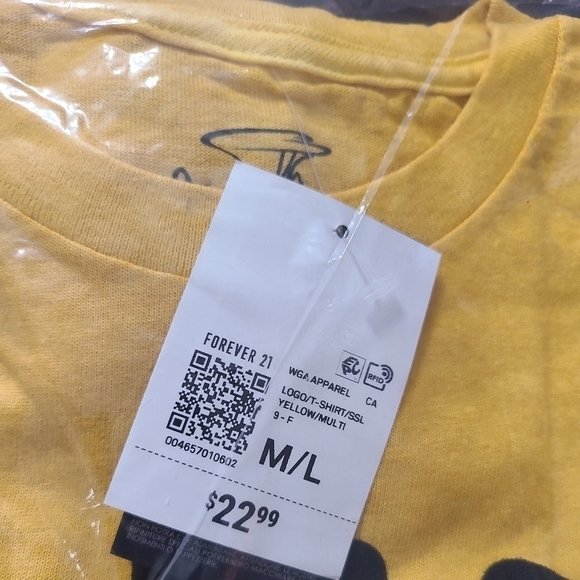 FOREVER 21
RFID
WGA APPAREL CA
LOGO/T-SHIRT/SSL
YELLOW/MULTI
9 - F
004657010602
M/L
$22.99